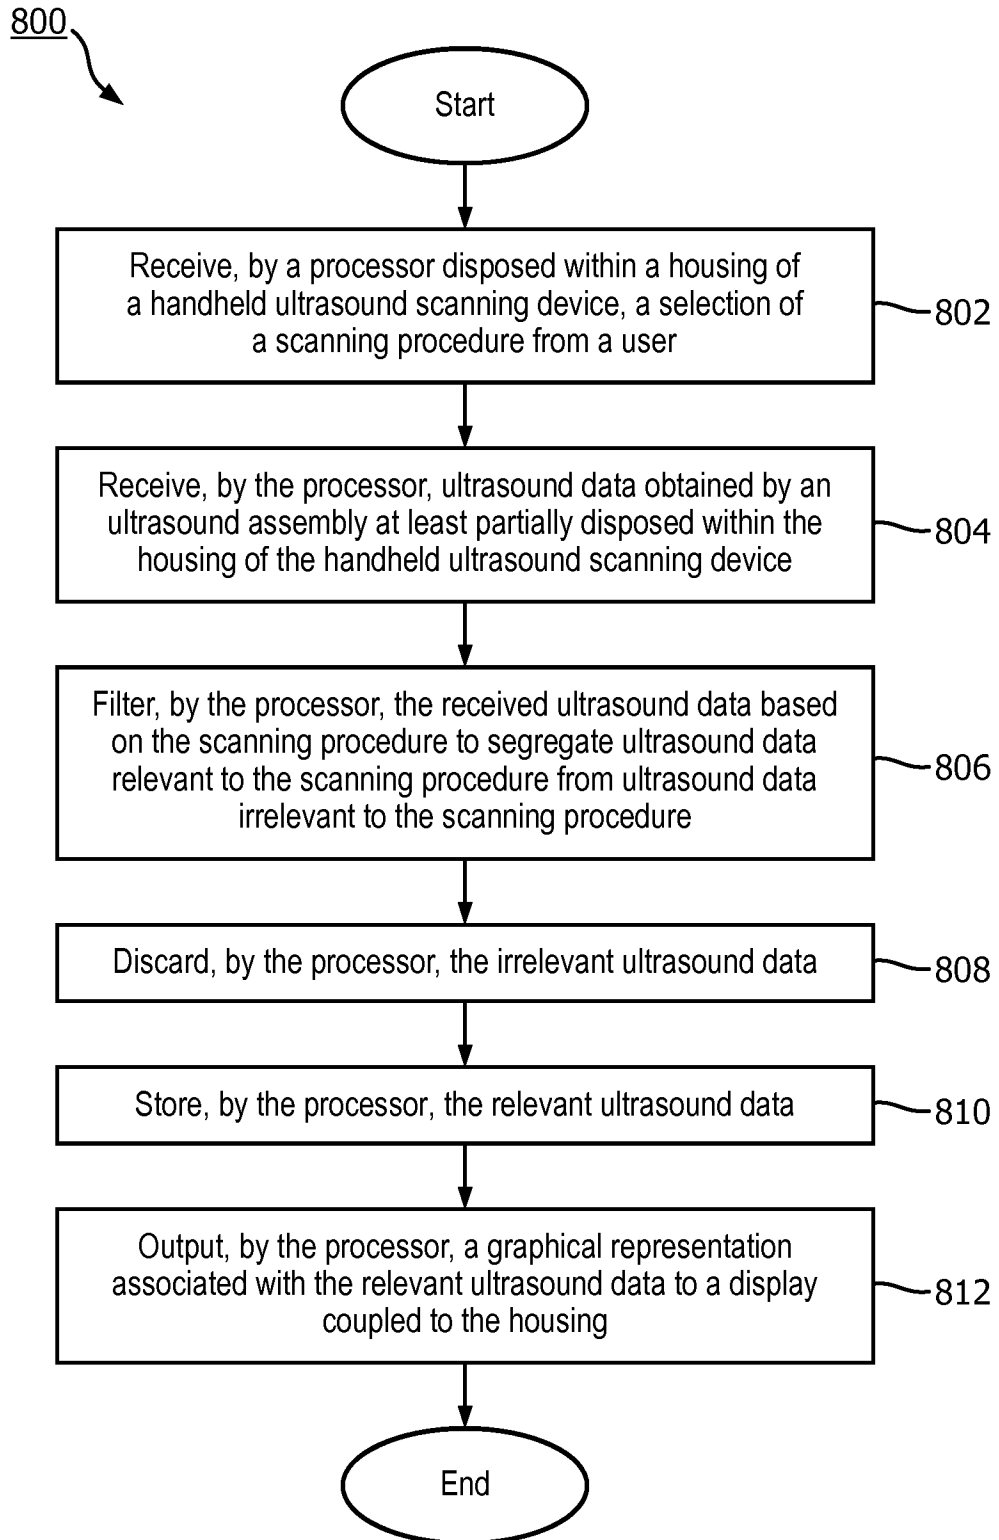 800
Start
Receive, by a processor disposed within a housing of
a handheld ultrasound scanning device, a selection of
a scanning procedure from a user
802
Receive, by the processor, ultrasound data obtained by an
ultrasound assembly at least partially disposed within the
housing of the handheld ultrasound scanning device
804
Filter, by the processor, the received ultrasound data based
on the scanning procedure to segregate ultrasound data
relevant to the scanning procedure from ultrasound data
irrelevant to the scanning procedure
806
Discard, by the processor, the irrelevant ultrasound data
808
Store, by the processor, the relevant ultrasound data
810
Output, by the processor, a graphical representation
associated with the relevant ultrasound data to a display
coupled to the housing
812
End